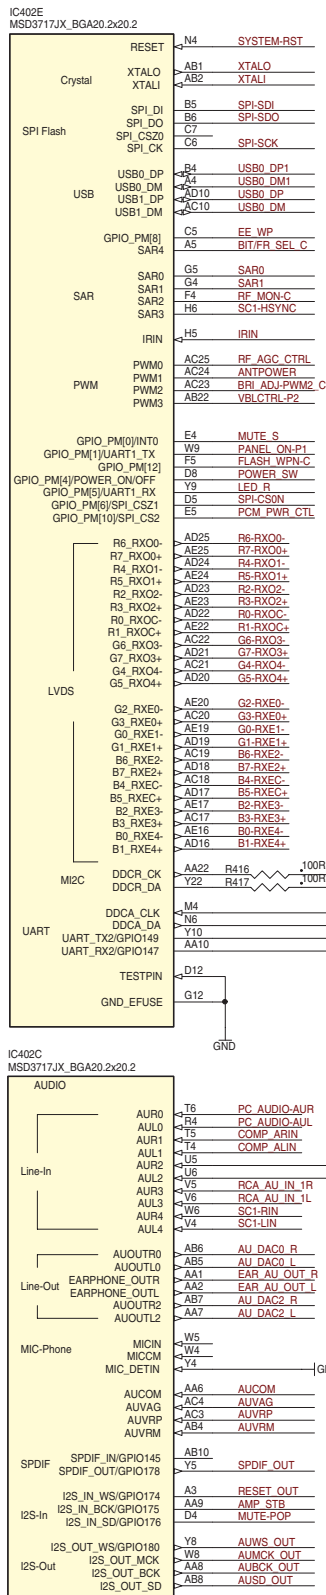 IC402E
MSD3717JX_BGA20.2x20.2
RESET N4 SYSTEM-RST
Crystal
XTALO AB1 XTALO
XTALI AB2 XTALI
SPI Flash
SPI_DI B5 SPI-SDI
SPI_DO B6 SPI-SDO
SPI_CSZ0 C7
SPI_CK C6 SPI-SCK
USB
USB0_DP B4 USB0_DP1
USB0_DM A4 USB0_DM1
USB1_DP AD10 USB0_DP
USB1_DM AC10 USB0_DM
GPIO_PM[8] C5 EE_WP
SAR4 A5 BIT/FR_SEL_C
SAR
SAR0 G5 SAR0
SAR1 G4 SAR1
SAR2 F4 RF_MON-C
SAR3 H6 SC1-HSYNC
IRIN H5 IRIN
PWM
PWM0 AC25 RF_AGC_CTRL
PWM1 AC24 ANTPOWER
PWM2 AC23 BRI_ADJ-PWM2_C
PWM3 AB22 VBLCTRL-P2
GPIO_PM[0]/INT0 E4 MUTE_S
GPIO_PM[1]/UART1_TX W9 PANEL_ON-P1
GPIO_PM[12] F5 FLASH_WPN-C
GPIO_PM[4]/POWER_ON/OFF D8 POWER_SW
GPIO_PM[5]/UART1_RX Y9 LED_R
GPIO_PM[6]/SPI_CSZ1 D5 SPI-CS0N
GPIO_PM[10]/SPI_CS2 E5 PCM_PWR_CTL
LVDS
R6_RXO0- AD25 R6-RXO0-
R7_RXO0+ AE25 R7-RXO0+
R4_RXO1- AD24 R4-RXO1-
R5_RXO1+ AE24 R5-RXO1+
R2_RXO2- AD23 R2-RXO2-
R3_RXO2+ AE23 R3-RXO2+
R0_RXOC- AD22 R0-RXOC-
R1_RXOC+ AE22 R1-RXOC+
G6_RXO3- AC22 G6-RXO3-
G7_RXO3+ AD21 G7-RXO3+
G4_RXO4- AC21 G4-RXO4-
G5_RXO4+ AD20 G5-RXO4+
G2_RXE0- AE20 G2-RXE0-
G3_RXE0+ AC20 G3-RXE0+
G0_RXE1- AE19 G0-RXE1-
G1_RXE1+ AD19 G1-RXE1+
B6_RXE2- AC19 B6-RXE2-
B7_RXE2+ AD18 B7-RXE2+
B4_RXEC- AC18 B4-RXEC-
B5_RXEC+ AD17 B5-RXEC+
B2_RXE3- AE17 B2-RXE3-
B3_RXE3+ AC17 B3-RXE3+
B0_RXE4- AE16 B0-RXE4-
B1_RXE4+ AD16 B1-RXE4+
MI2C
DDCR_CK AA22 R416 100R
DDCR_DA Y22 R417 100R
UART
DDCA_CLK M4
DDCA_DA N6
UART_TX2/GPIO149 Y10
UART_RX2/GPIO147 AA10
TESTPIN D12
GND_EFUSE G12
GND
IC402C
MSD3717JX_BGA20.2x20.2
AUDIO
Line-In
AUR0 T6 PC_AUDIO-AUR
AUL0 R4 PC_AUDIO-AUL
AUR1 T5 COMP_ARIN
AUL1 T4 COMP_ALIN
AUR2 U5
AUL2 U6
AUR3 V5 RCA_AU_IN_1R
AUL3 V6 RCA_AU_IN_1L
AUR4 W6 SC1-RIN
AUL4 V4 SC1-LIN
Line-Out
AUOUTR0 AB6 AU_DAC0_R
AUOUTL0 AB5 AU_DAC0_L
EARPHONE_OUTR AA1 EAR_AU_OUT_R
EARPHONE_OUTL AA2 EAR_AU_OUT_L
AUOUTR2 AB7 AU_DAC2_R
AUOUTL2 AA7 AU_DAC2_L
MIC-Phone
MICIN W5
MICCM W4
MIC_DETIN Y4
AUCOM AA6 AUCOM
AUVAG AC4 AUVAG
AUVRP AC3 AUVRP
AUVRM AB4 AUVRM
SPDIF
SPDIF_IN/GPIO145 AB10
SPDIF_OUT/GPIO178 Y5 SPDIF_OUT
I2S-In
I2S_IN_WS/GPIO174 A3 RESET_OUT
I2S_IN_BCK/GPIO175 AA9 AMP_STB
I2S_IN_SD/GPIO176 D4 MUTE-POP
I2S-Out
I2S_OUT_WS/GPIO180 Y8 AUWS_OUT
I2S_OUT_MCK W8 AUMCK_OUT
I2S_OUT_BCK AA8 AUBCK_OUT
I2S_OUT_SD AB8 AUSD_OUT